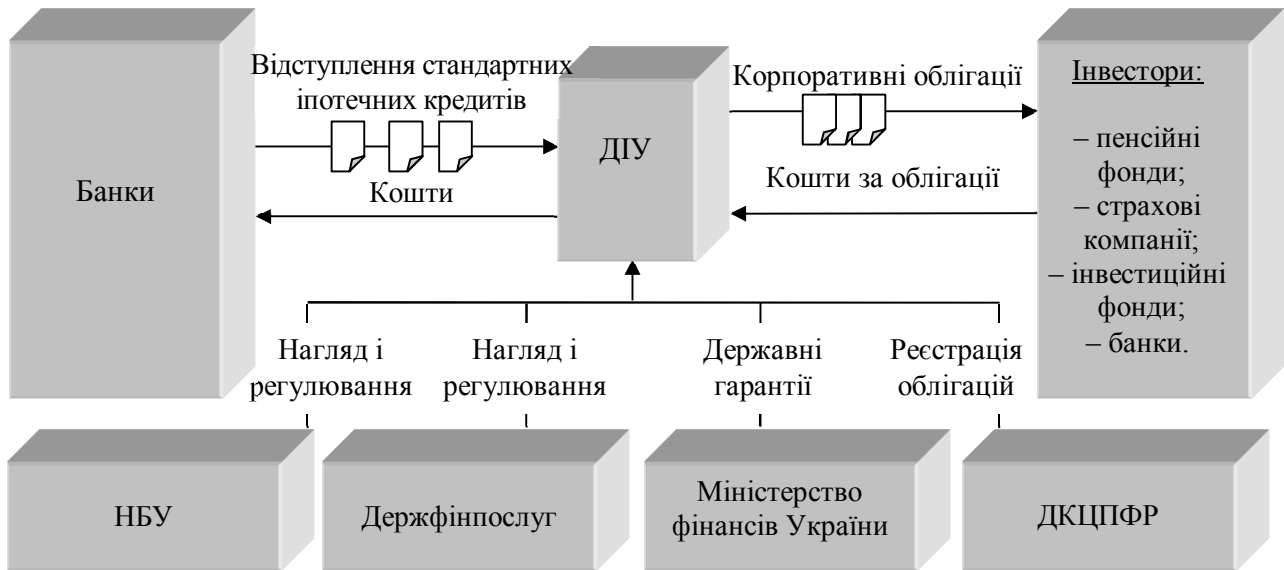 Банки
Відступлення стандартних
іпотечних кредитів
Кошти
ДІУ
Корпоративні облігації
Кошти за облігації
Інвестори:
– пенсійні
фонди;
– страхові
компанії;
– інвестиційні
фонди;
– банки.
Нагляд і
регулювання
Нагляд і
регулювання
Державні
гарантії
Реєстрація
облігацій
НБУ
Держфінпослуг
Міністерство
фінансів України
ДКЦПФР